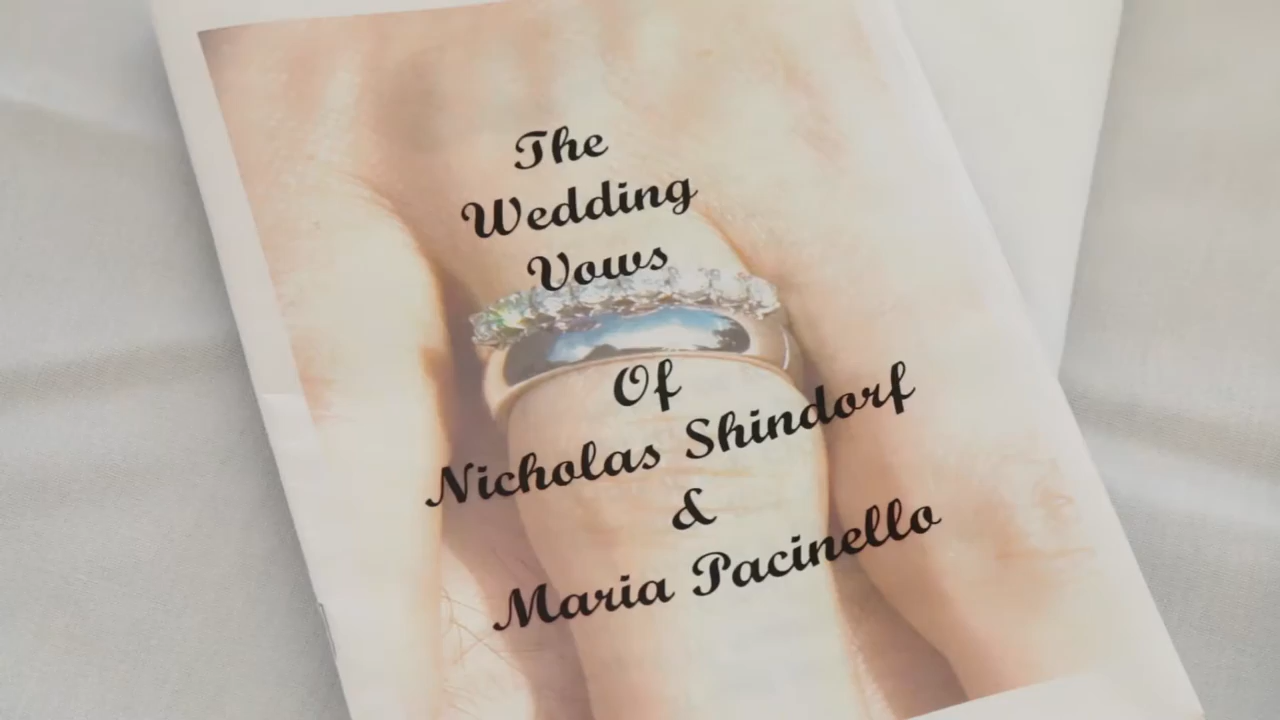 The
Wedding
Vows
Of
Nicholas Shindorf
&
Maria Pacinello